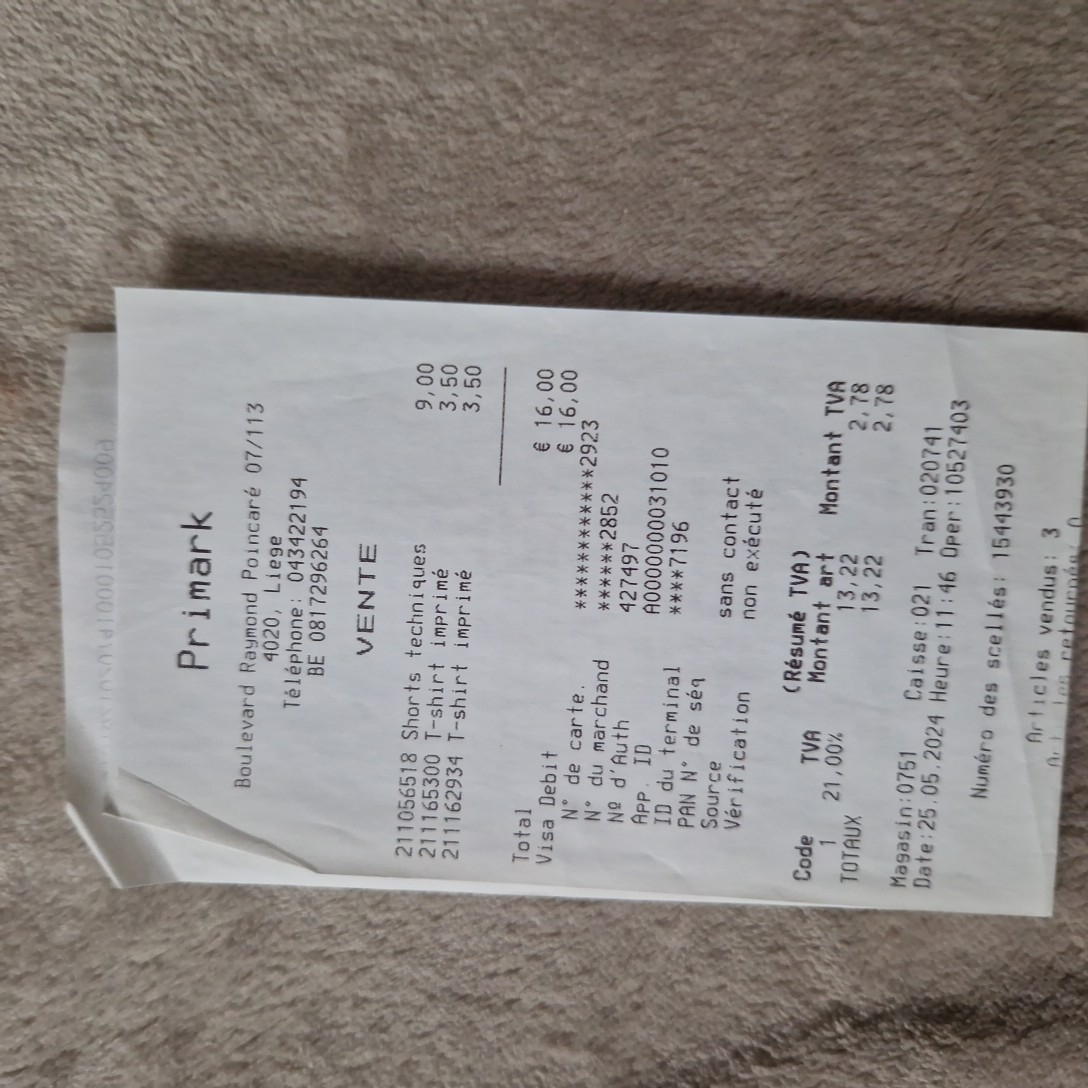 Primark
Boulevard Raymond Poincaré 07/113
4020, Liege
Téléphone: 043422194
BE 0817296264
VENTE
211056518 Shorts techniques 9,00
211165300 T-shirt imprimé 3,50
211162934 T-shirt imprimé 3,50
Total € 16,00
Visa Debit € 16,00
N° de carte. ************2923
N° du marchand ******2852
Nº d'Auth 427497
App. ID A0000000031010
ID du terminal ****7196
PAN N° de séq
Source sans contact
Vérification non exécuté
(Résumé TVA)
Code TVA Montant art Montant TVA
1 21,00% 13,22 2,78
TOTAUX 13,22 2,78
Magasin:0751 Caisse:021 Tran:020741
Date:25.05.2024 Heure:11:46 Oper:10527403
Numéro des scellés: 15443930
Articles vendus: 3